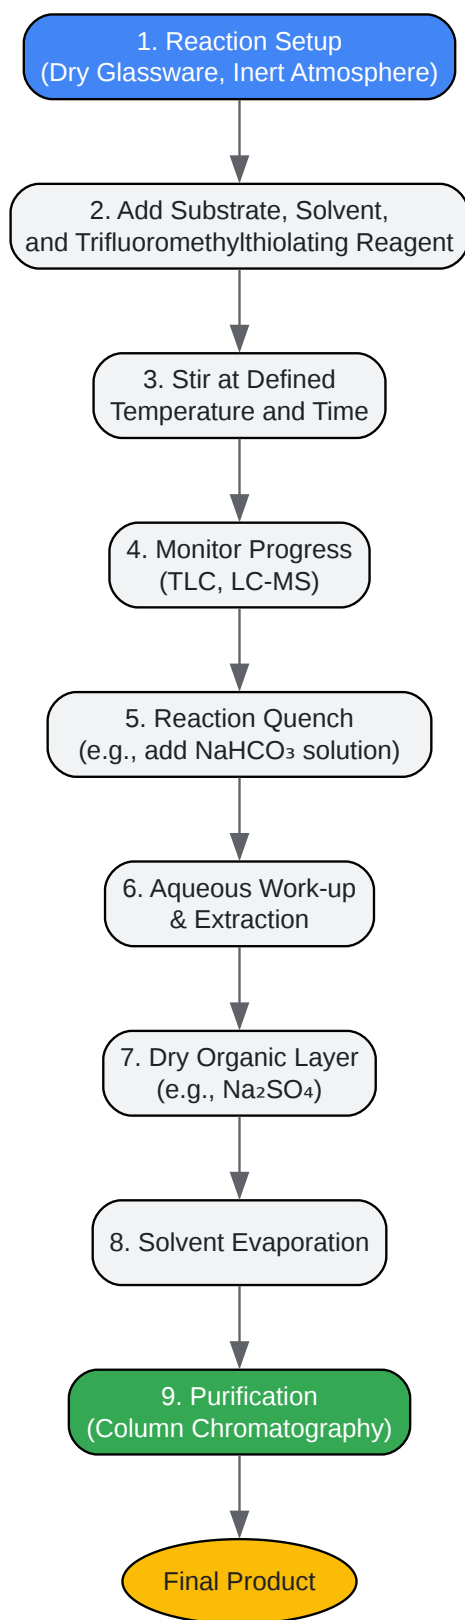 1. Reaction Setup
(Dry Glassware, Inert Atmosphere)
2. Add Substrate, Solvent,
and Trifluoromethylthiolating Reagent
3. Stir at Defined
Temperature and Time
4. Monitor Progress
(TLC, LC-MS)
5. Reaction Quench
(e.g., add NaHCO₃ solution)
6. Aqueous Work-up
& Extraction
7. Dry Organic Layer
(e.g., Na₂SO₄)
8. Solvent Evaporation
9. Purification
(Column Chromatography)
Final Product